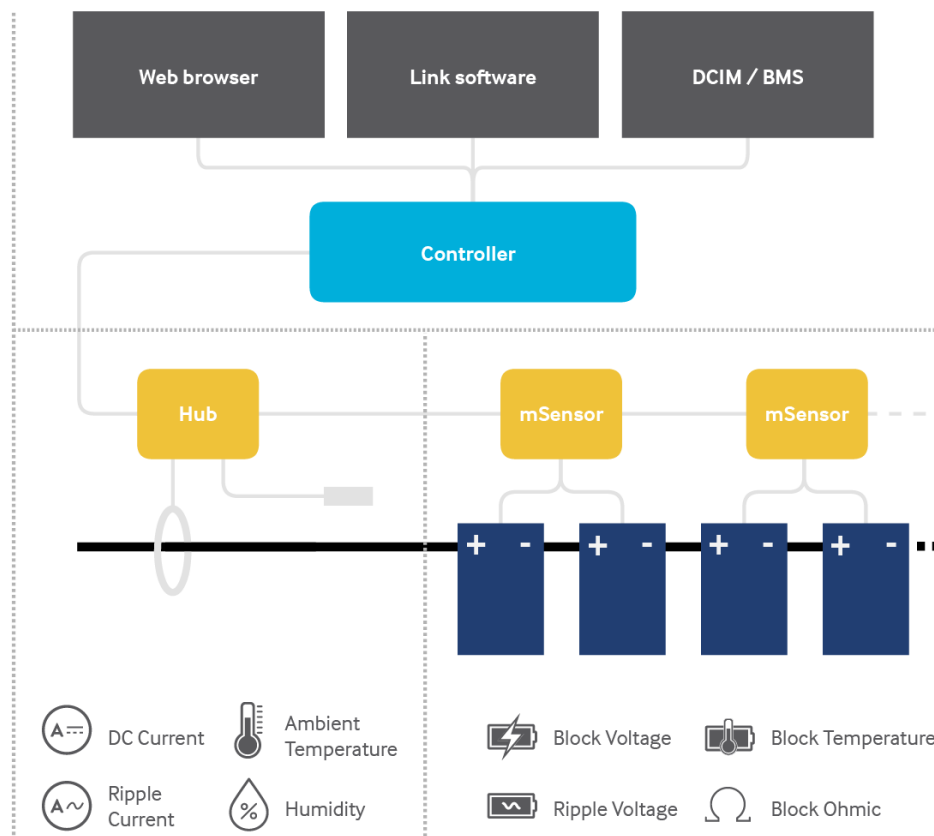 Web browser
Link software
DCIM / BMS
Controller
Hub
mSensor
mSensor
+ -
+ -
+ -
+ -
A
DC Current
Ambient
Temperature
A
Ripple
Current
%
Humidity
Block Voltage
Block Temperature
Ripple Voltage
Ω
Block Ohmic